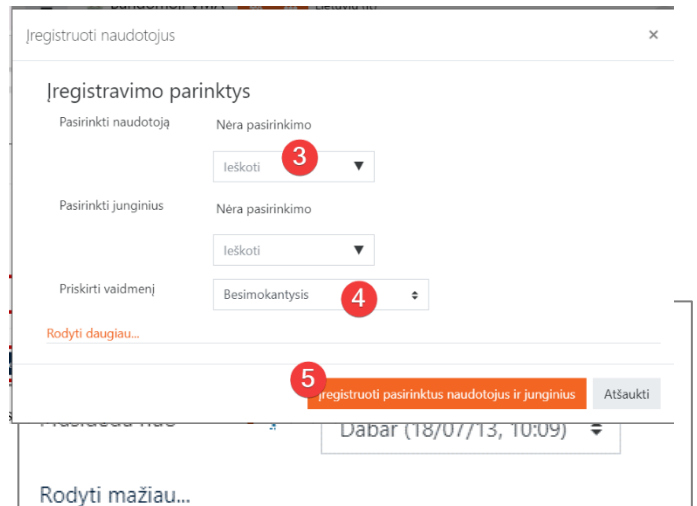 Įregistruoti naudotojus ×
Įregistravimo parinktys
Pasirinkti naudotoją Nėra pasirinkimo
Ieškoti 3 ▼
Pasirinkti junginius Nėra pasirinkimo
Ieškoti ▼
Priskirti vaidmenį Besimokantysis 4
Rodyti daugiau...
5
Įregistruoti pasirinktus naudotojus ir junginius Atšaukti
Dabar (18/07/13, 10:09)
Rodyti mažiau...